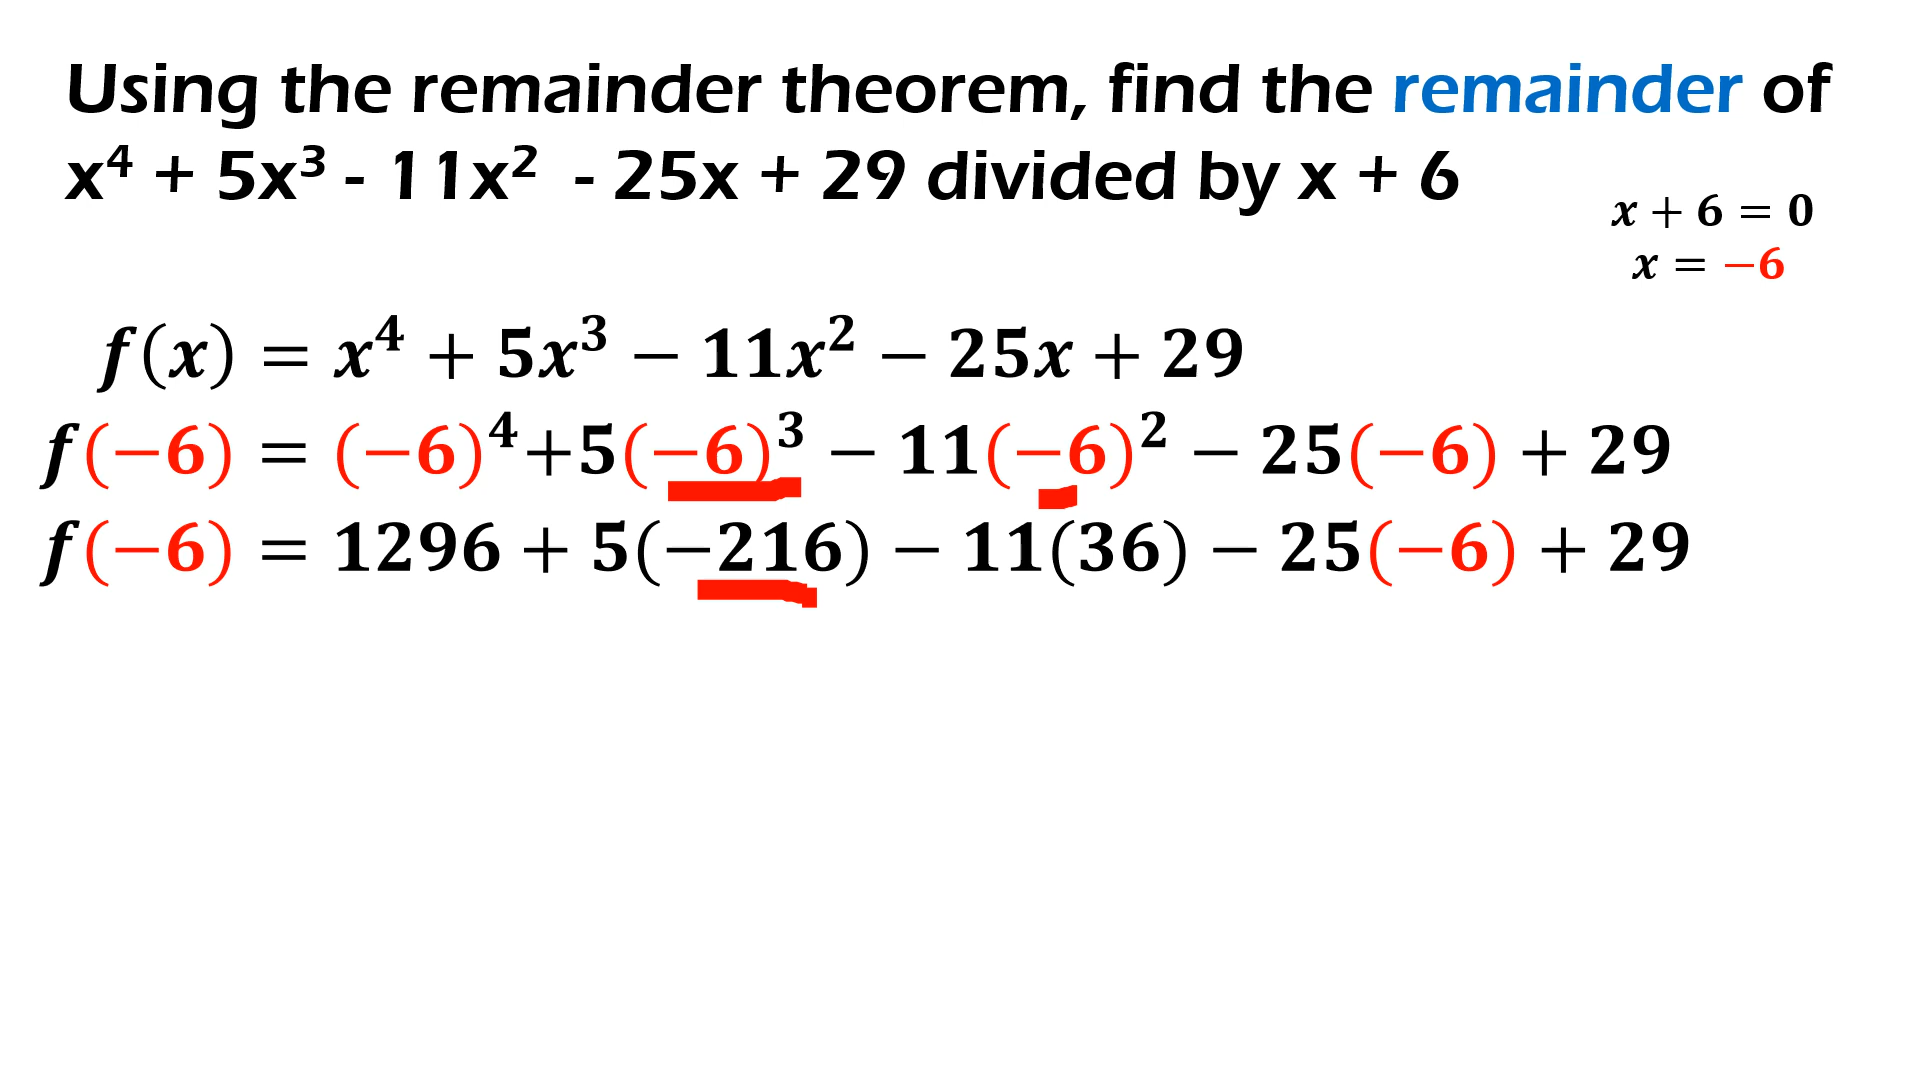 Using the remainder theorem, find the remainder of
x⁴ + 5x³ - 11x² - 25x + 29 divided by x + 6
x + 6 = 0
x = −6
f(x) = x⁴ + 5x³ − 11x² − 25x + 29
f(−6) = (−6)⁴+5(−6)³ − 11(−6)² − 25(−6) + 29
f(−6) = 1296 + 5(−216) − 11(36) − 25(−6) + 29